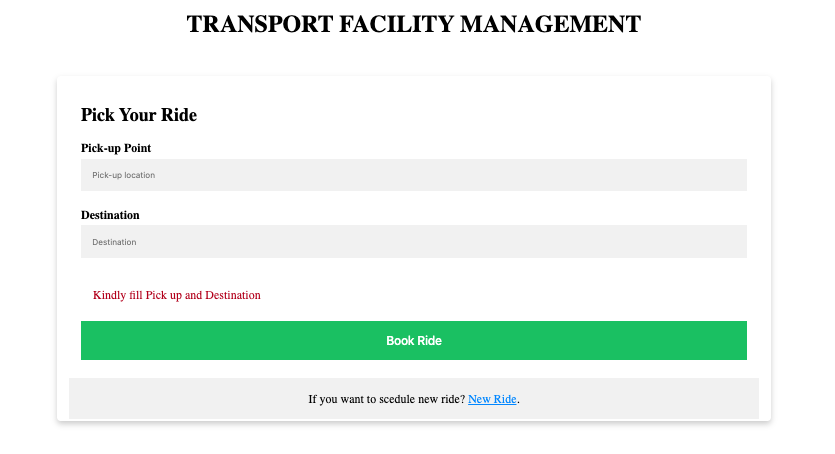 TRANSPORT FACILITY MANAGEMENT
Pick Your Ride
Pick-up Point
Pick-up location
Destination
Destination
Kindly fill Pick up and Destination
Book Ride
If you want to scedule new ride? New Ride.